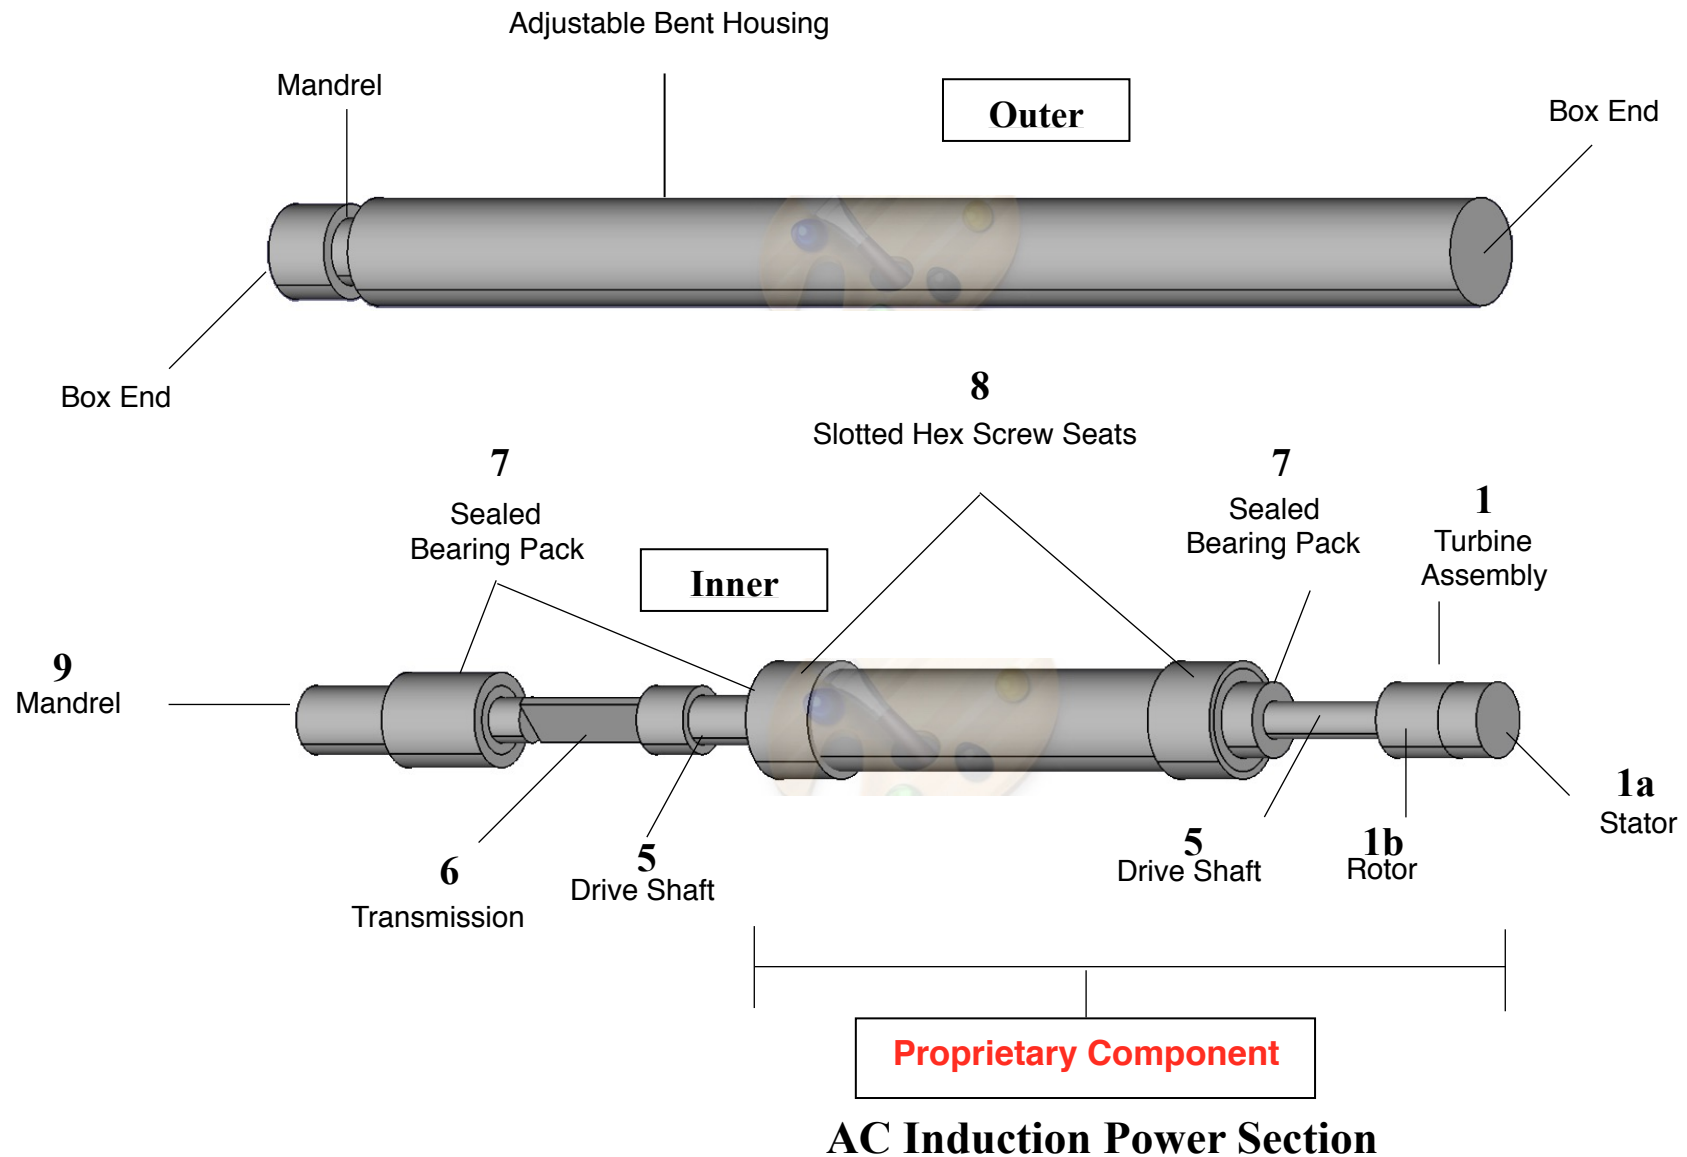 Adjustable Bent Housing
Mandrel
Outer
Box End
Box End
8
Slotted Hex Screw Seats
7
Sealed
Bearing Pack
7
Sealed
Bearing Pack
1
Turbine
Assembly
Inner
9
Mandrel
1a
Stator
6
Transmission
5
Drive Shaft
5
Drive Shaft
1b
Rotor
Proprietary Component
AC Induction Power Section